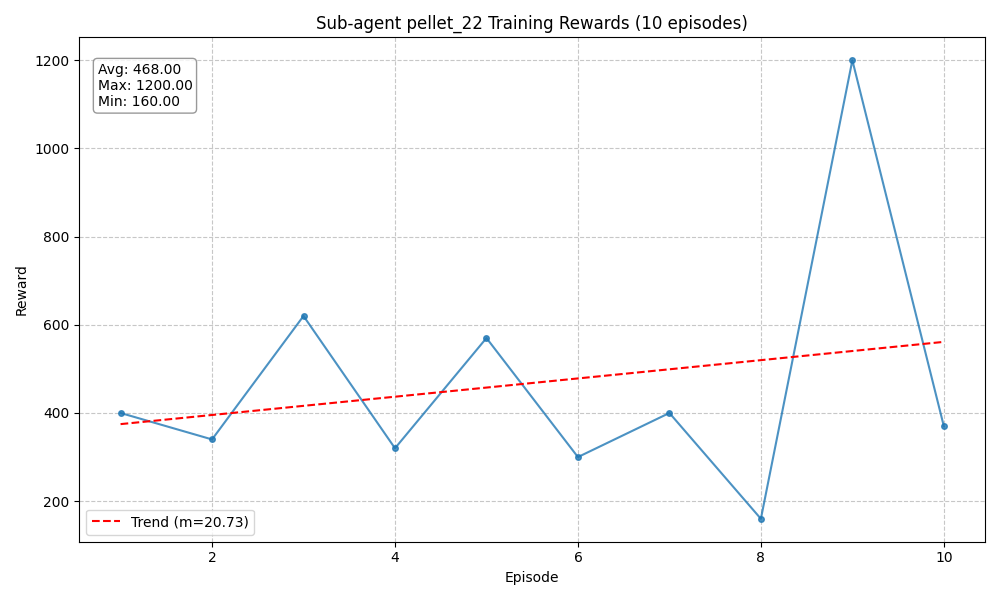 Sub-agent pellet_22 Training Rewards (10 episodes)
Avg: 468.00
Max: 1200.00
Min: 160.00
1200
1000
800
600
400
200
Reward
Trend (m=20.73)
2 4 6 8 10
Episode